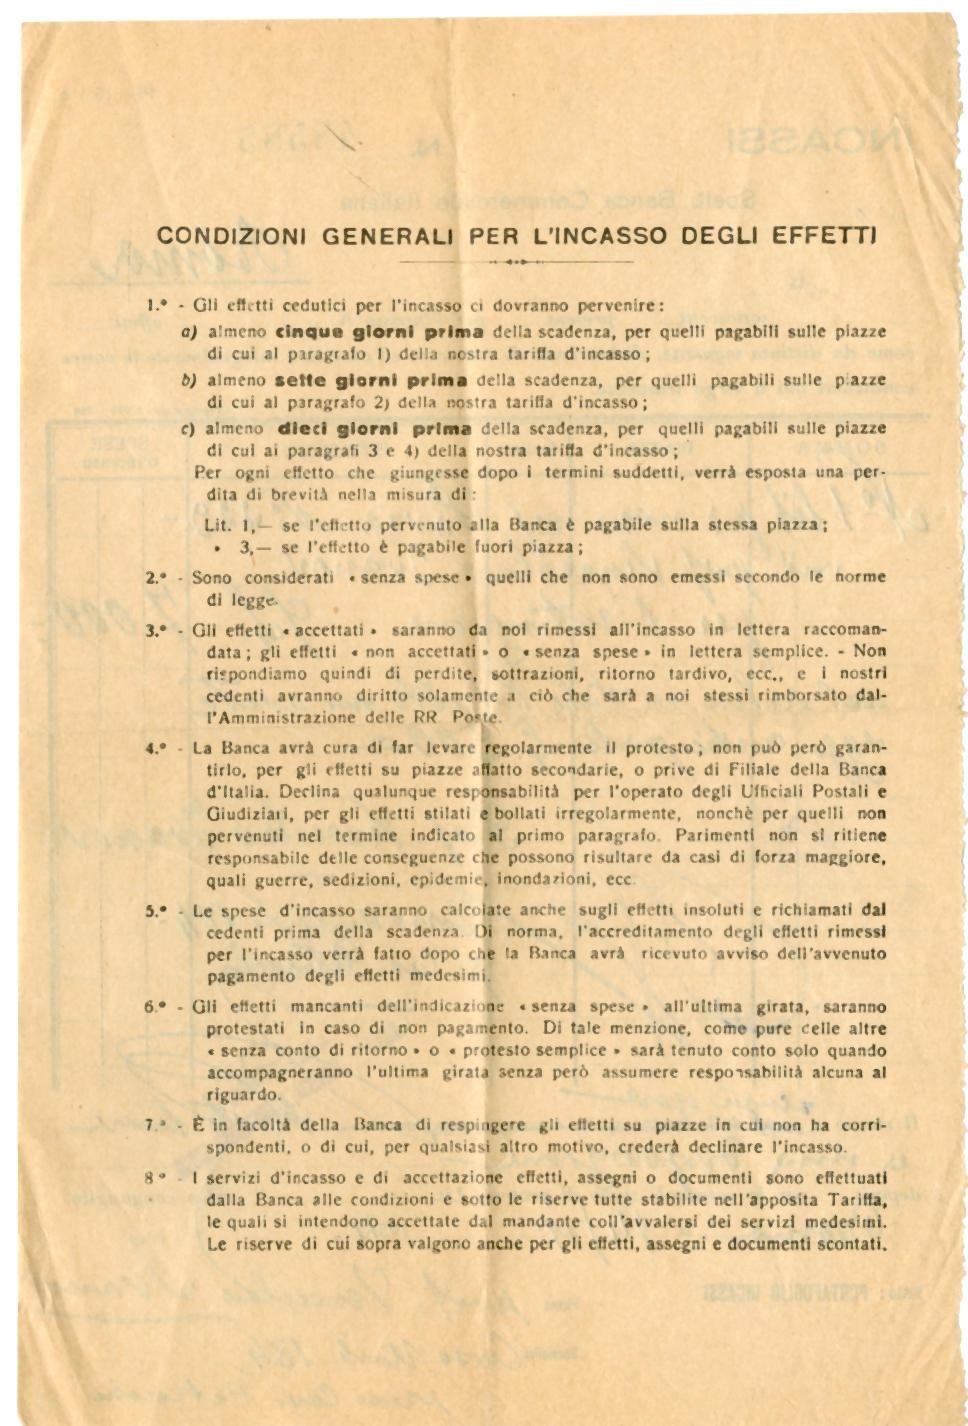 CONDIZIONI GENERALI PER L'INCASSO DEGLI EFFETTI
1.º - Gli effetti cedutici per l'incasso ci dovranno pervenire:
a) almeno cinque giorni prima della scadenza, per quelli pagabili sulle piazze
di cui al paragrafo 1) della nostra tariffa d'incasso;
b) almeno sette giorni prima della scadenza, per quelli pagabili sulle piazze
di cui al paragrafo 2) della nostra tariffa d'incasso;
c) almeno dieci giorni prima della scadenza, per quelli pagabili sulle piazze
di cui ai paragrafi 3 e 4) della nostra tariffa d'incasso;
Per ogni effetto che giungesse dopo i termini suddetti, verrà esposta una per-
dita di brevità nella misura di:
Lit. 1,— se l'effetto pervenuto alla Banca è pagabile sulla stessa piazza;
• 3,— se l'effetto è pagabile fuori piazza;
2.º - Sono considerati « senza spese » quelli che non sono emessi secondo le norme
di legge.
3.º - Gli effetti « accettati » saranno da noi rimessi all'incasso in lettera raccoman-
data; gli effetti « non accettati » o « senza spese » in lettera semplice. - Non
rispondiamo quindi di perdite, sottrazioni, ritorno tardivo, ecc., e i nostri
cedenti avranno diritto solamente a ciò che sarà a noi stessi rimborsato dal-
l'Amministrazione delle RR Poste.
4.º - La Banca avrà cura di far levare regolarmente il protesto; non può però garan-
tirlo, per gli effetti su piazze affatto secondarie, o prive di Filiale della Banca
d'Italia. Declina qualunque responsabilità per l'operato degli Ufficiali Postali e
Giudiziari, per gli effetti stilati e bollati irregolarmente, nonchè per quelli non
pervenuti nel termine indicato al primo paragrafo. Parimenti non si ritiene
responsabile delle conseguenze che possono risultare da casi di forza maggiore,
quali guerre, sedizioni, epidemie, inondazioni, ecc.
5.º - Le spese d'incasso saranno calcolate anche sugli effetti insoluti e richiamati dal
cedenti prima della scadenza. Di norma, l'accreditamento degli effetti rimessi
per l'incasso verrà fatto dopo che la Banca avrà ricevuto avviso dell'avvenuto
pagamento degli effetti medesimi.
6.º - Gli effetti mancanti dell'indicazione « senza spese » all'ultima girata, saranno
protestati in caso di non pagamento. Di tale menzione, come pure celle altre
« senza conto di ritorno » o « protesto semplice » sarà tenuto conto solo quando
accompagneranno l'ultima girata senza però assumere responsabilità alcuna al
riguardo.
7.º - È in facoltà della Banca di respingere gli effetti su piazze in cui non ha corri-
spondenti, o di cui, per qualsiasi altro motivo, crederà declinare l'incasso.
8º - I servizi d'incasso e di accettazione effetti, assegni o documenti sono effettuati
dalla Banca alle condizioni e sotto le riserve tutte stabilite nell'apposita Tariffa,
le quali si intendono accettate dal mandante coll'avvalersi dei servizi medesimi.
Le riserve di cui sopra valgono anche per gli effetti, assegni e documenti scontati.